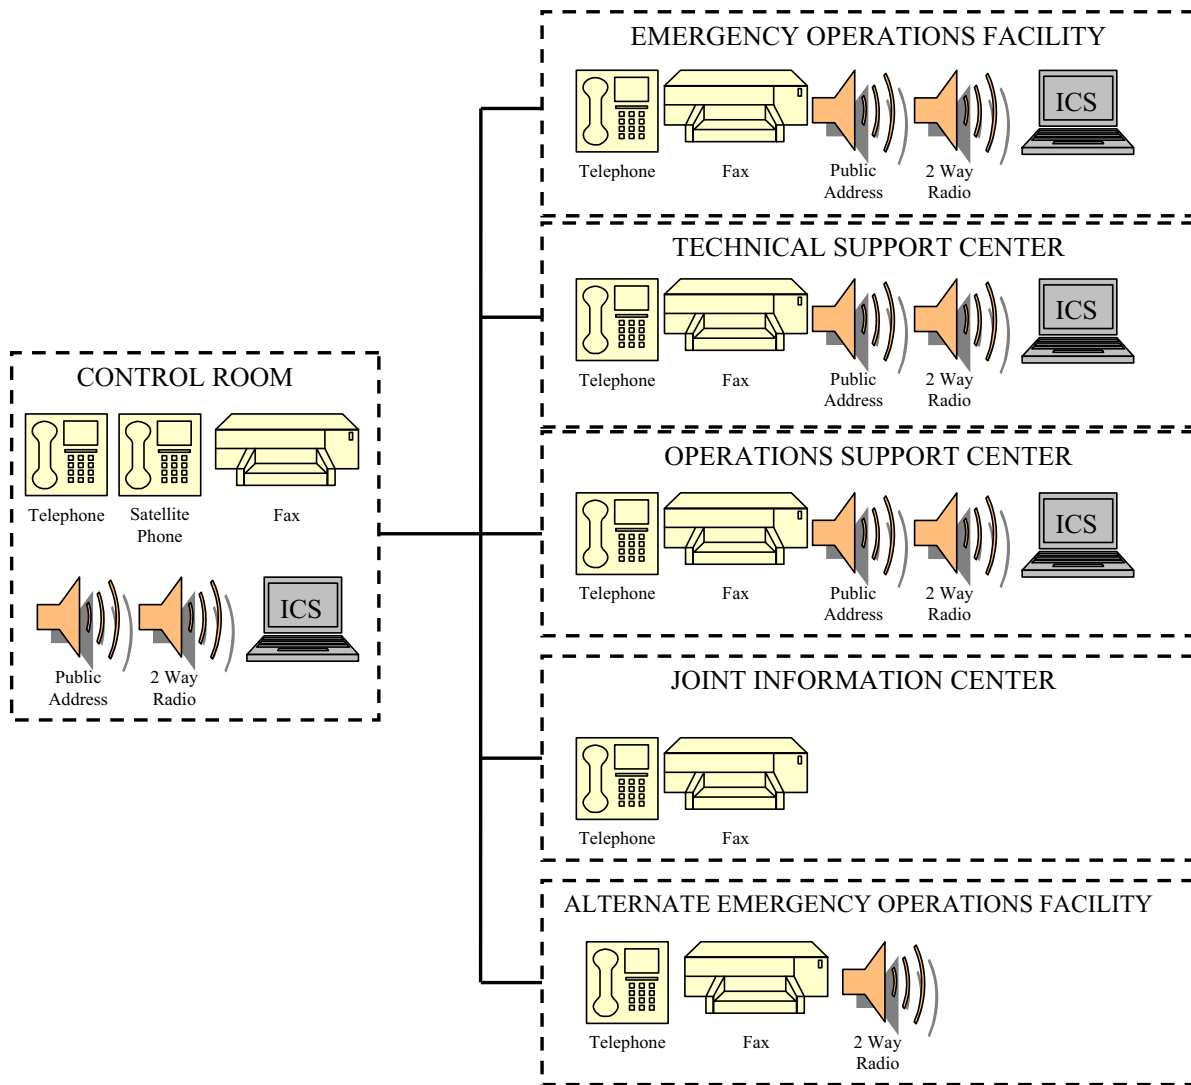 EMERGENCY OPERATIONS FACILITY
ICS
Telephone
Fax
Public
Address
2 Way
Radio
TECHNICAL SUPPORT CENTER
ICS
Telephone
Fax
Public
Address
2 Way
Radio
CONTROL ROOM
Telephone
Satellite
Phone
Fax
ICS
Public
Address
2 Way
Radio
OPERATIONS SUPPORT CENTER
ICS
Telephone
Fax
Public
Address
2 Way
Radio
JOINT INFORMATION CENTER
Telephone
Fax
ALTERNATE EMERGENCY OPERATIONS FACILITY
Telephone
Fax
2 Way
Radio